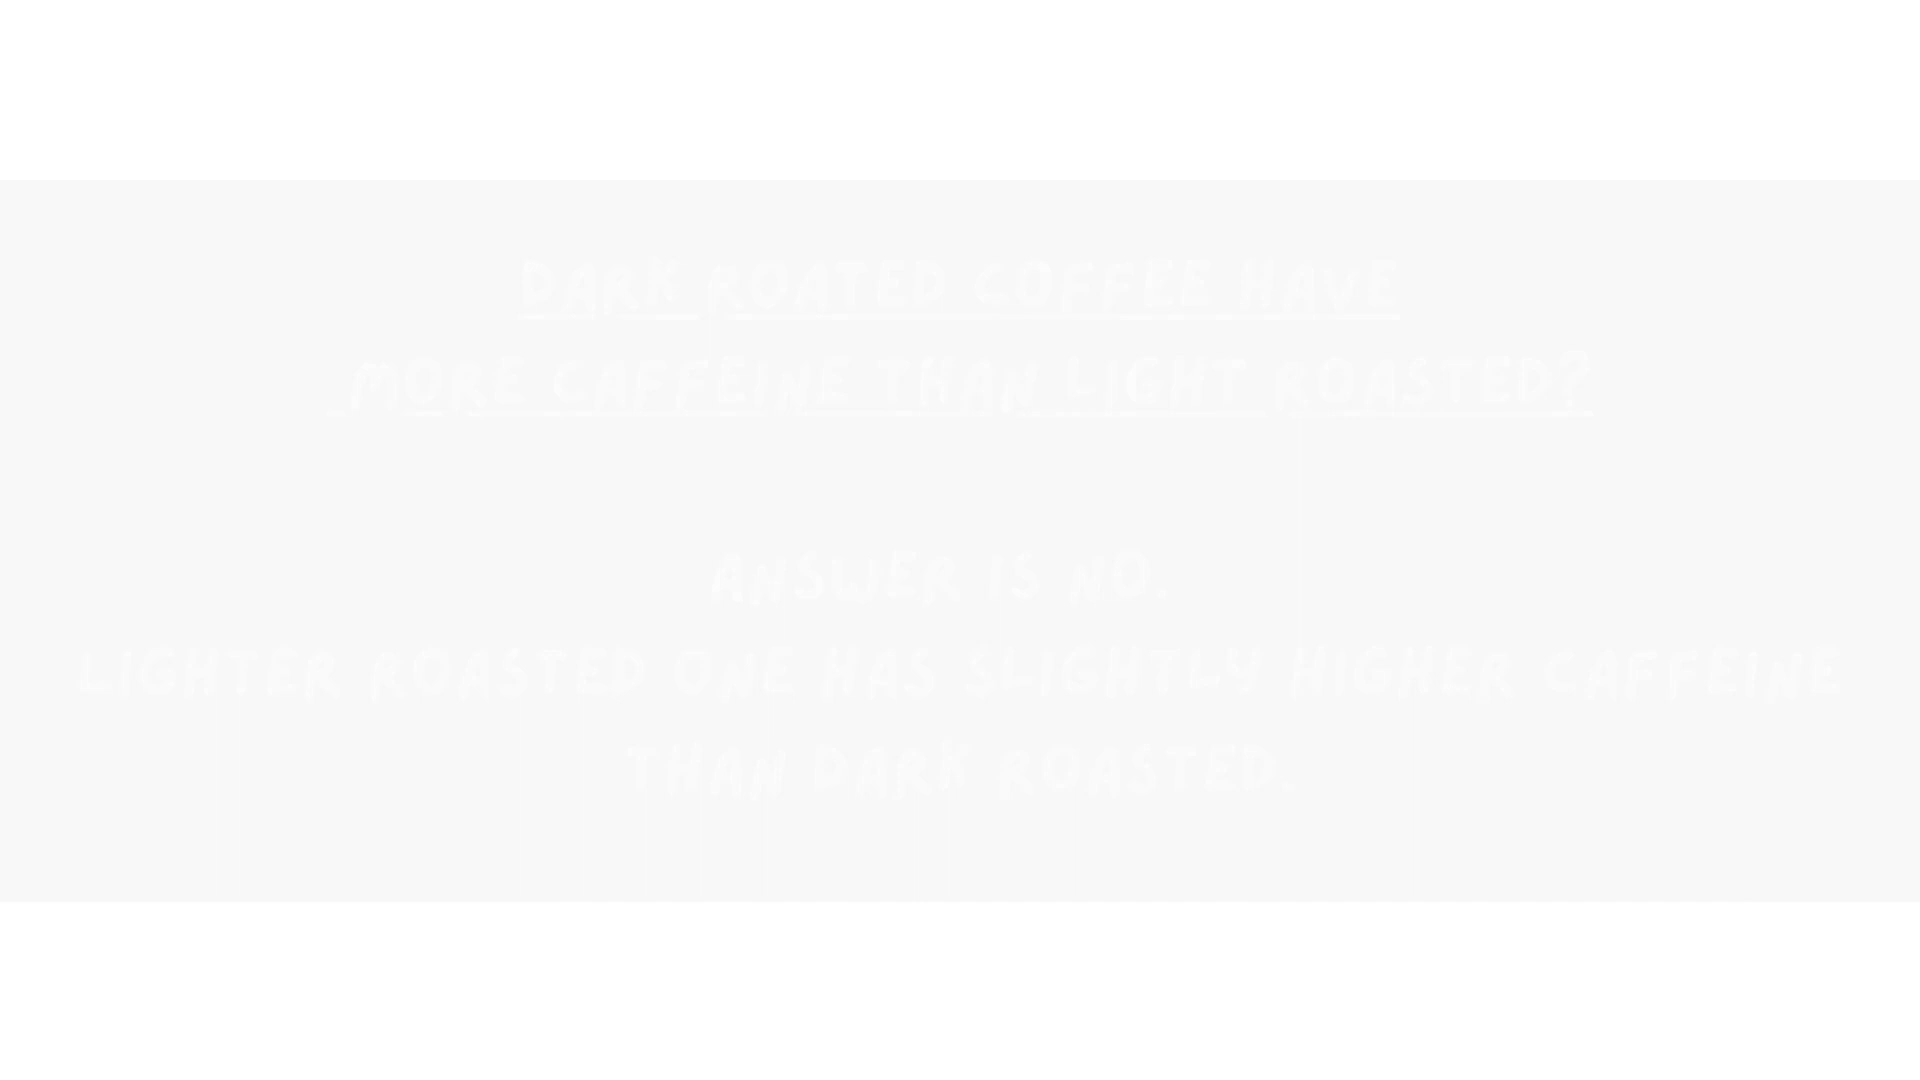 DARK ROATED COFFEE HAVE
MORE CAFFEINE THAN LIGHT ROASTED?
ANSWER IS NO.
LIGHTER ROASTED ONE HAS SLIGHTLY HIGHER CAFFEINE
THAN DARK ROASTED.